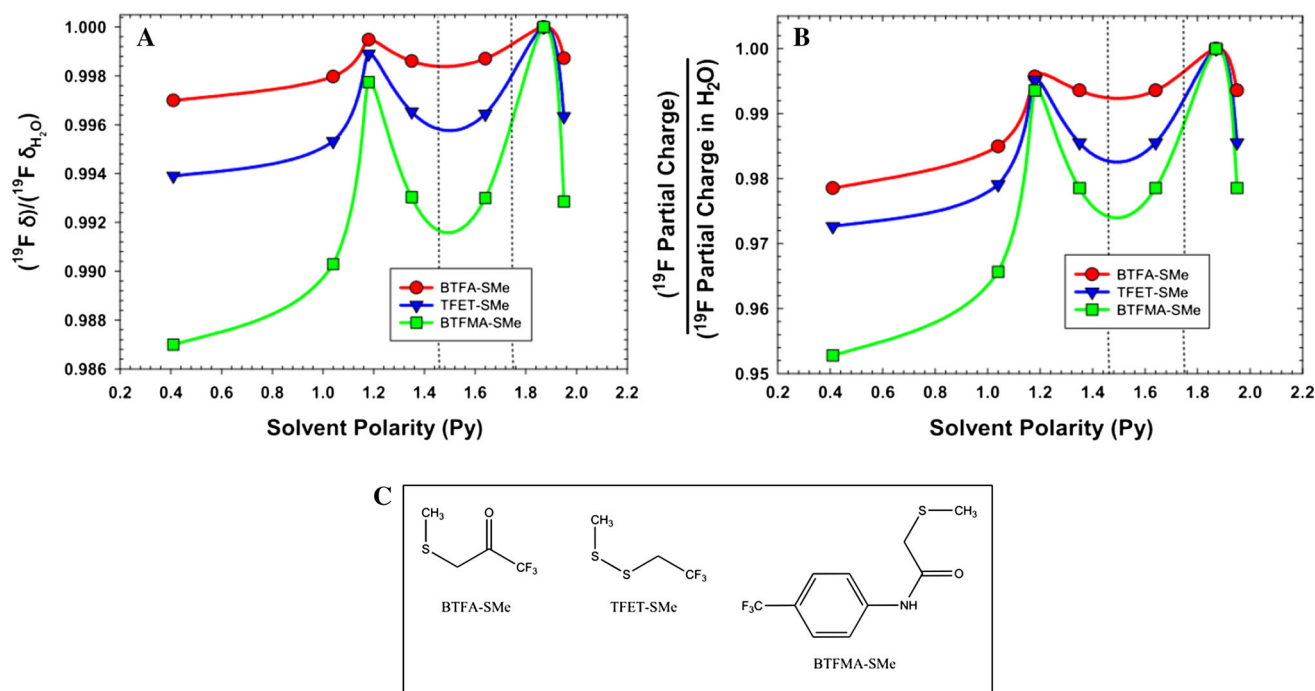 A
(¹⁹F δ)/(¹⁹F δ_H₂O)
1.000
0.998
0.996
0.994
0.992
0.990
0.988
0.986
BTFA-SMe
TFET-SMe
BTFMA-SMe
0.2 0.4 0.6 0.8 1.0 1.2 1.4 1.6 1.8 2.0 2.2
Solvent Polarity (Py)
B
(¹⁹F Partial Charge)
(¹⁹F Partial Charge in H₂O)
1.00
0.99
0.98
0.97
0.96
0.95
BTFA-SMe
TFET-SMe
BTFMA-SMe
0.2 0.4 0.6 0.8 1.0 1.2 1.4 1.6 1.8 2.0 2.2
Solvent Polarity (Py)
C
CH₃
O
S
CF₃
BTFA-SMe
CH₃
S
S
CF₃
TFET-SMe
S
CH₃
O
F₃C
NH
BTFMA-SMe